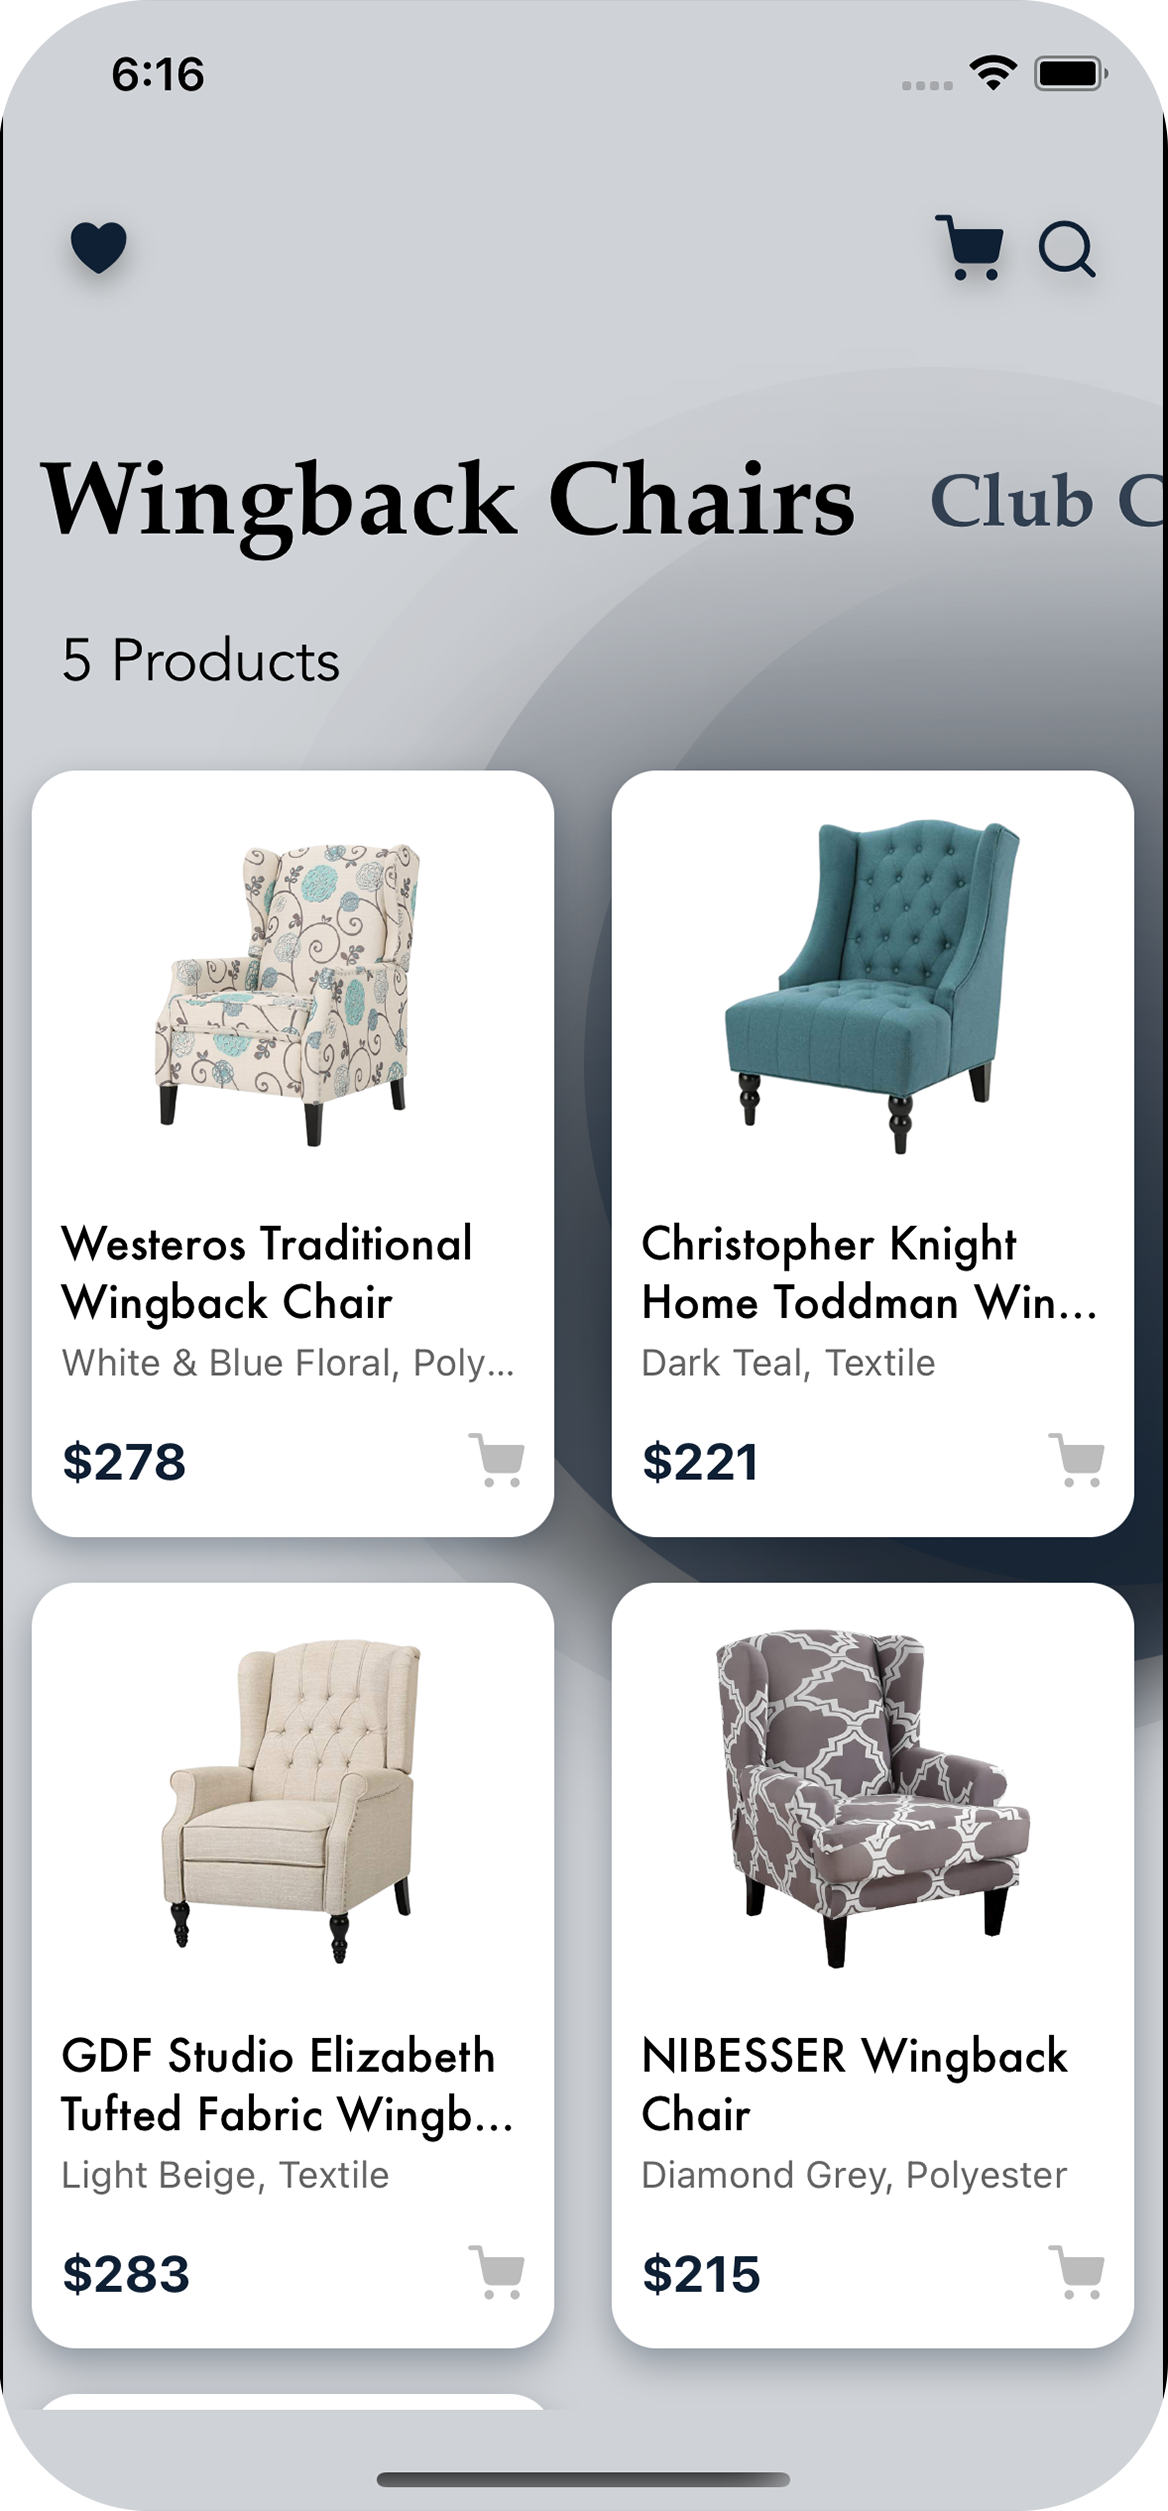 6:16
Wingback Chairs Club C
5 Products
Westeros Traditional
Wingback Chair
White & Blue Floral, Poly...
$278
Christopher Knight
Home Toddman Win...
Dark Teal, Textile
$221
GDF Studio Elizabeth
Tufted Fabric Wingb...
Light Beige, Textile
$283
NIBESSER Wingback
Chair
Diamond Grey, Polyester
$215